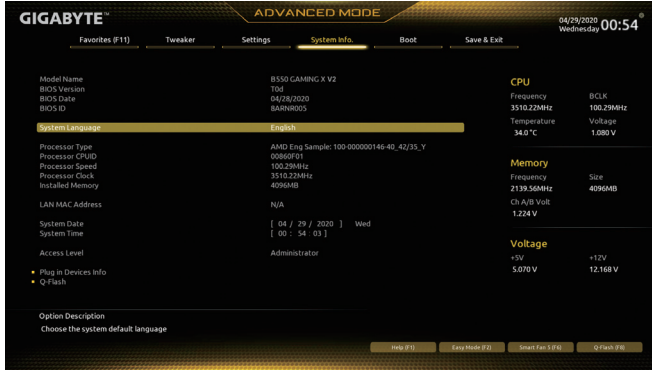 GIGABYTE™
ADVANCED MODE
04/29/2020
Wednesday 00:54
Favorites (F11) Tweaker Settings System Info. Boot Save & Exit
Model Name B550 GAMING X V2
BIOS Version T0d
BIOS Date 04/28/2020
BIOS ID 8ARNR005
System Language English
Processor Type AMD Eng Sample: 100-000000146-40_42/35_Y
Processor CPUID 00860F01
Processor Speed 100.29MHz
Processor Clock 3510.22MHz
Installed Memory 4096MB
LAN MAC Address N/A
System Date [ 04 / 29 / 2020 ] Wed
System Time [ 00 : 54 : 03 ]
Access Level Administrator
Plug in Devices Info
Q-Flash
CPU
Frequency BCLK
3510.22MHz 100.29MHz
Temperature Voltage
34.0 °C 1.080 V
Memory
Frequency Size
2139.56MHz 4096MB
Ch A/B Volt
1.224 V
Voltage
+5V +12V
5.070 V 12.168 V
Option Description
Choose the system default language
Help (F1) Easy Mode (F2) Smart Fan 5 (F6) Q-Flash (F8)